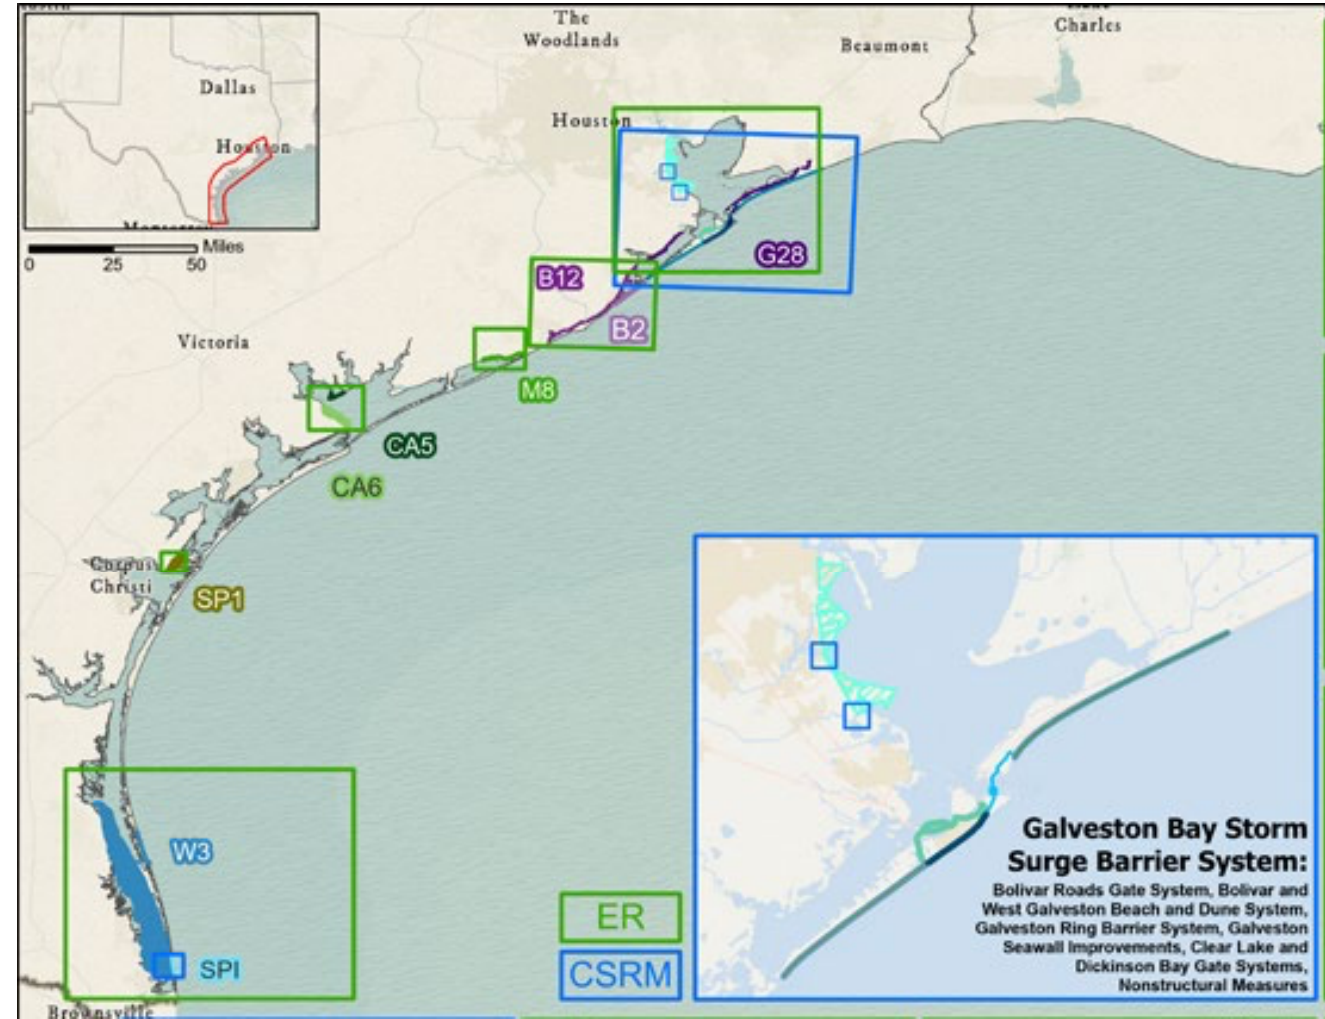 The
Woodlands
Charles
Beaumont
Dallas
Houston
Houston
Miles
0 25 50
G28
B12
B2
Victoria
M8
CA5
CA6
Corpus
Christi
SP1
W3
SPI
Brownsville
ER
CSRM
Galveston Bay Storm
Surge Barrier System:
Bolivar Roads Gate System, Bolivar and
West Galveston Beach and Dune System,
Galveston Ring Barrier System, Galveston
Seawall Improvements, Clear Lake and
Dickinson Bay Gate Systems,
Nonstructural Measures